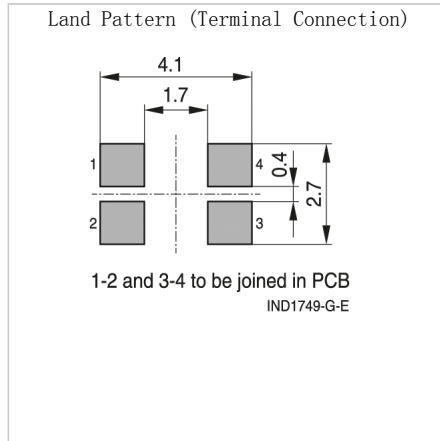 Land Pattern (Terminal Connection)
4.1
1.7
1
4
0.4
2.7
2
3
1-2 and 3-4 to be joined in PCB
IND1749-G-E